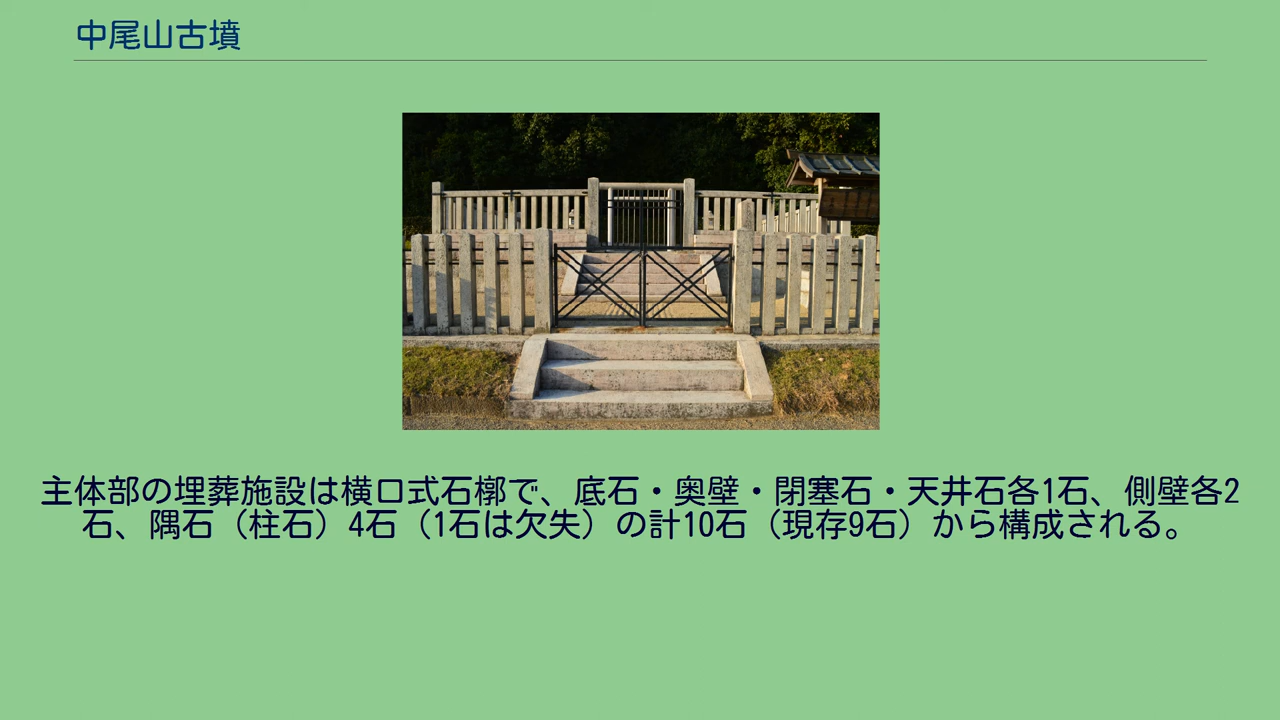 中尾山古墳
主体部の埋葬施設は横口式石槨で、底石・奥壁・閉塞石・天井石各1石、側壁各2
石、隅石（柱石）4石（1石は欠失）の計10石（現存9石）から構成される。